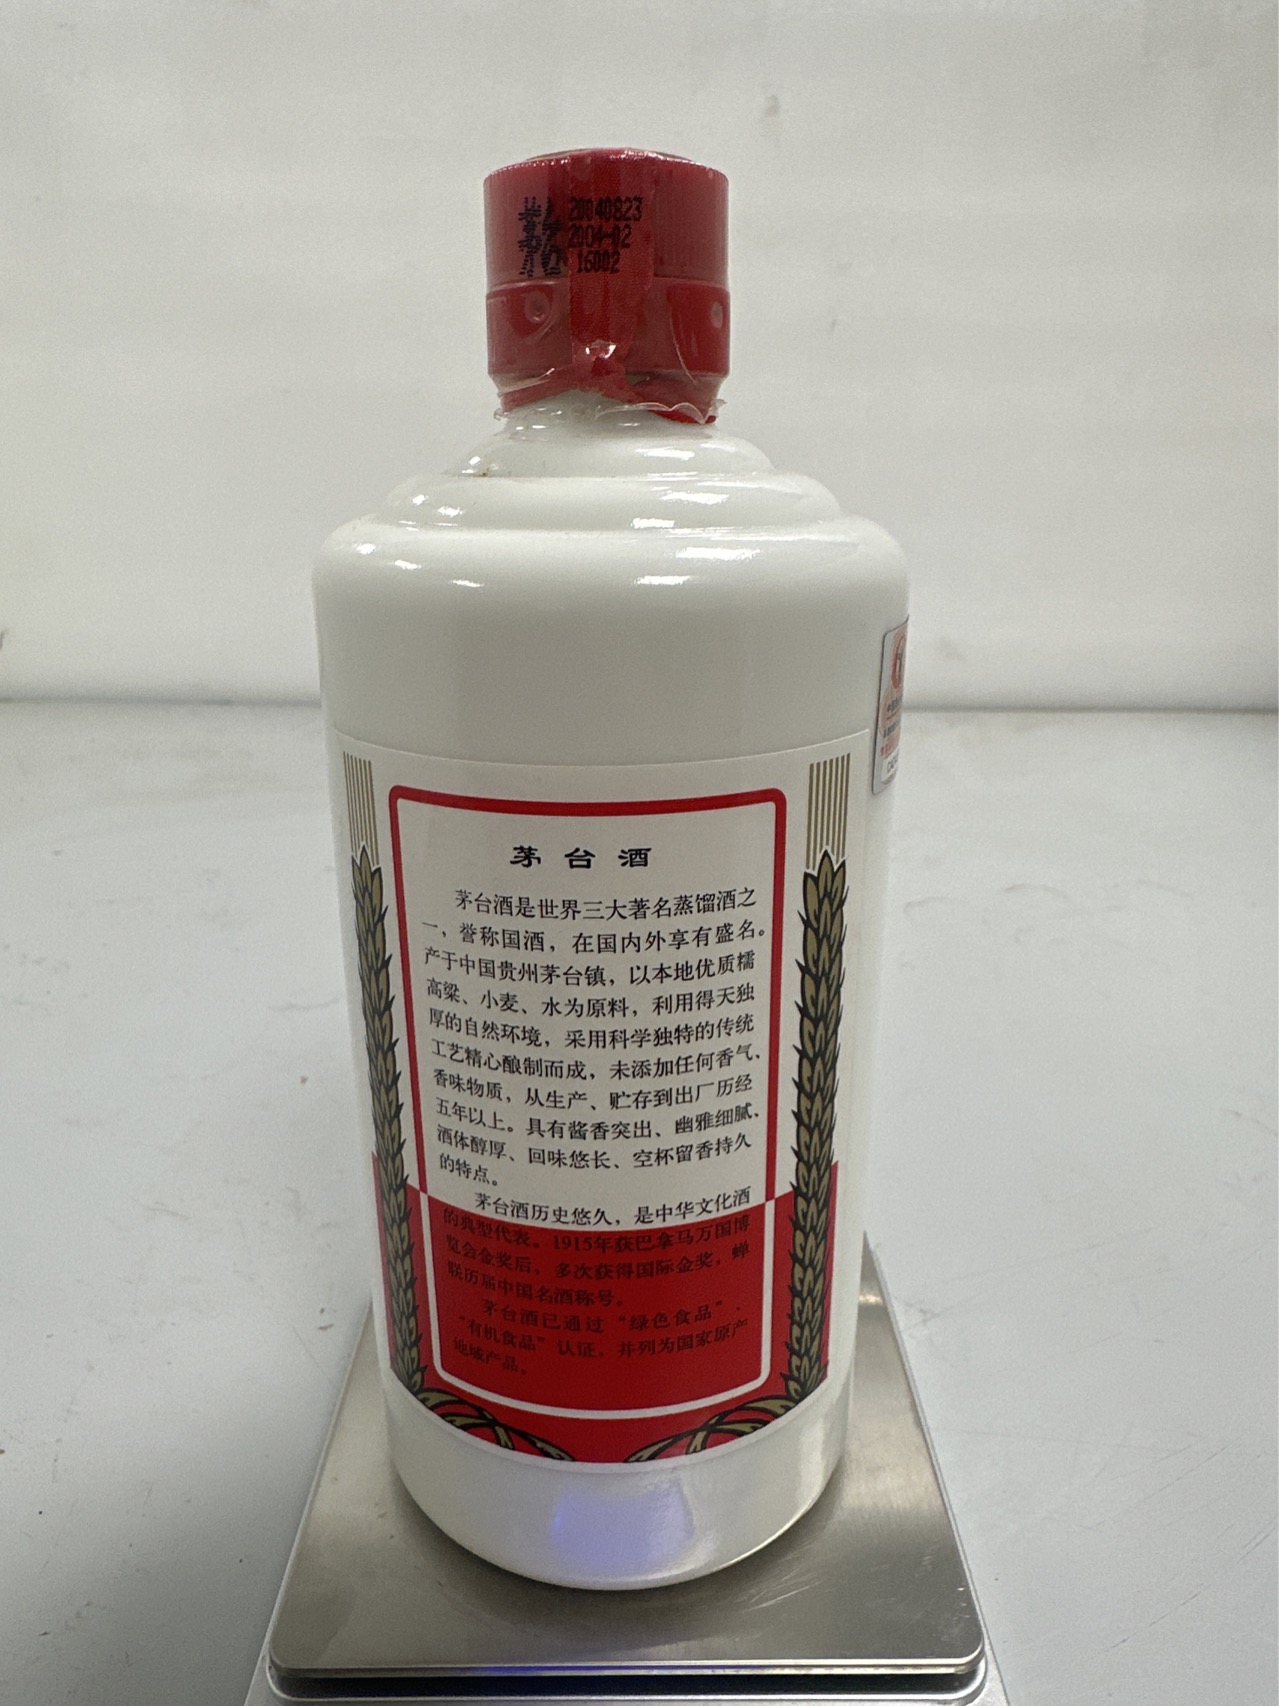 茅台
20040823
2004-02
16002
茅台酒
茅台酒是世界三大著名蒸馏酒之
一，誉称国酒，在国内外享有盛名。
产于中国贵州茅台镇，以本地优质糯
高粱、小麦、水为原料，利用得天独
厚的自然环境，采用科学独特的传统
工艺精心酿制而成，未添加任何香气、
香味物质，从生产、贮存到出厂历经
五年以上。具有酱香突出、幽雅细腻、
酒体醇厚、回味悠长、空杯留香持久
的特点。
茅台酒历史悠久，是中华文化酒
的典型代表。1915年获巴拿马万国博
览会金奖后，多次获得国际金奖，蝉
联历届中国名酒称号。
茅台酒已通过“绿色食品”、
“有机食品”认证，并列为国家原产
地域产品。